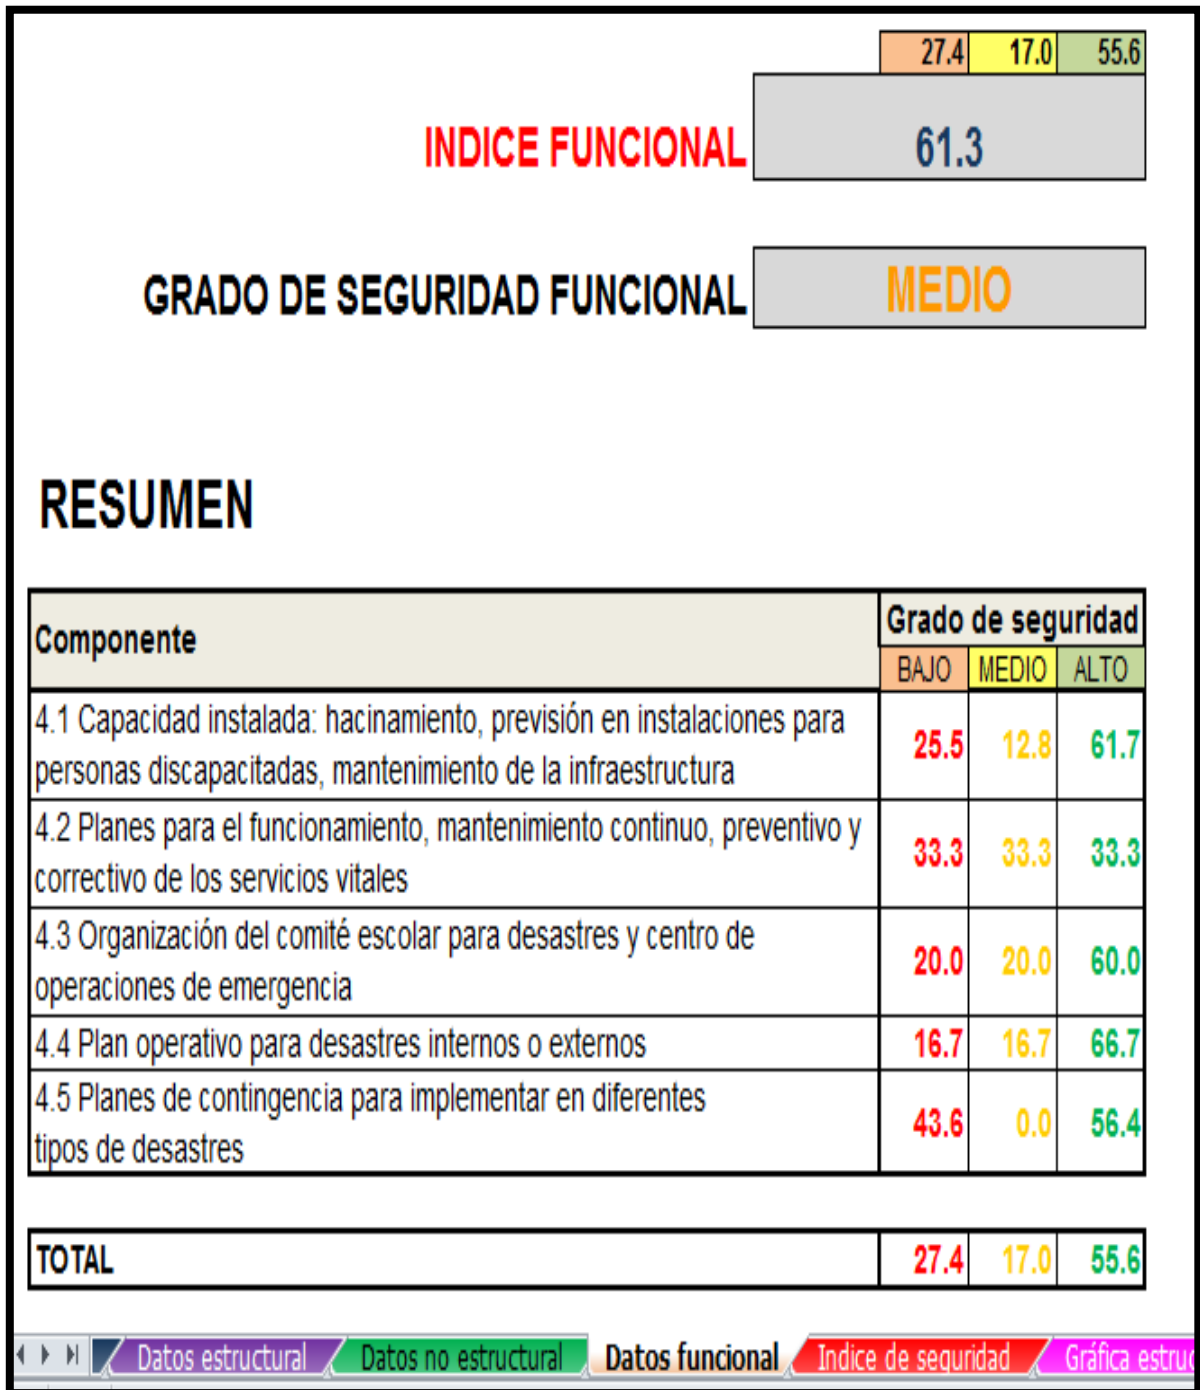 27.4 17.0 55.6
INDICE FUNCIONAL 61.3
GRADO DE SEGURIDAD FUNCIONAL MEDIO
RESUMEN
Componente
Grado de seguridad
BAJO MEDIO ALTO
4.1 Capacidad instalada: hacinamiento, previsión en instalaciones para
personas discapacitadas, mantenimiento de la infraestructura
25.5 12.8 61.7
4.2 Planes para el funcionamiento, mantenimiento continuo, preventivo y
correctivo de los servicios vitales
33.3 33.3 33.3
4.3 Organización del comité escolar para desastres y centro de
operaciones de emergencia
20.0 20.0 60.0
4.4 Plan operativo para desastres internos o externos 16.7 16.7 66.7
4.5 Planes de contingencia para implementar en diferentes
tipos de desastres
43.6 0.0 56.4
TOTAL 27.4 17.0 55.6
Datos estructural Datos no estructural Datos funcional Indice de seguridad Gráfica